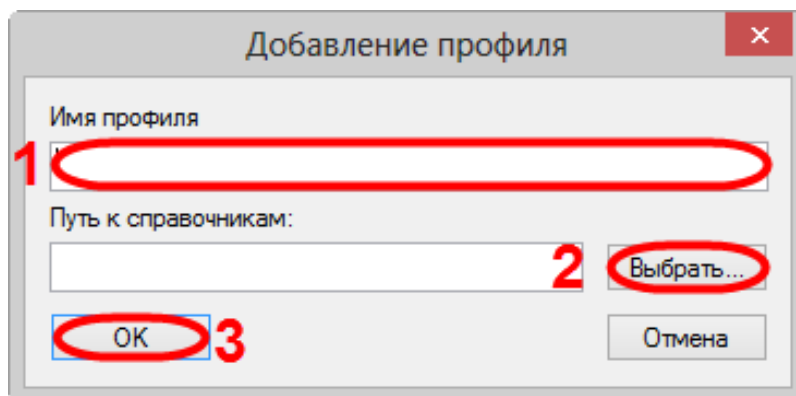 Добавление профиля
×
Имя профиля
1
Путь к справочникам:
2 Выбрать...
OK 3 Отмена